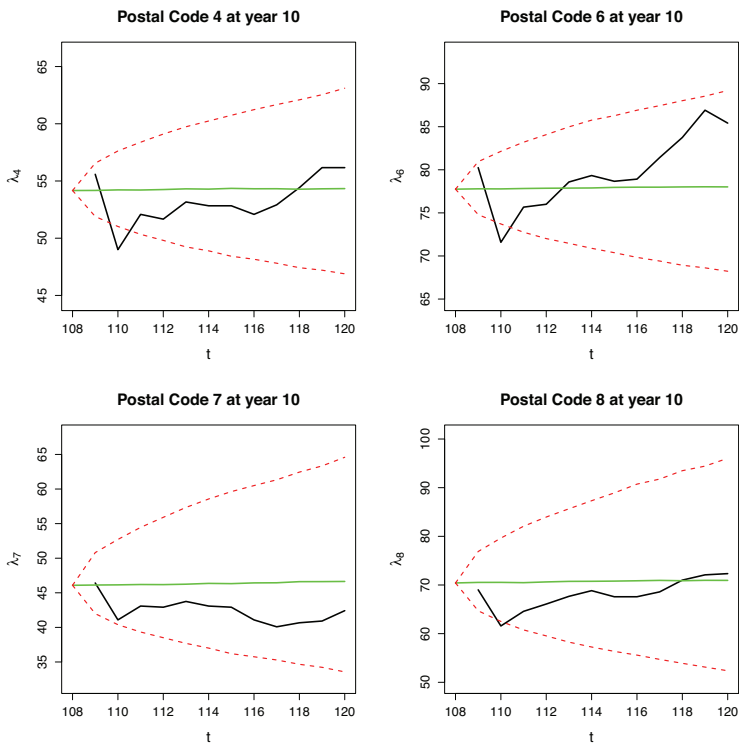 Postal Code 4 at year 10
λ4
65
60
55
50
45
108 110 112 114 116 118 120
t
Postal Code 6 at year 10
λ6
90
85
80
75
70
65
108 110 112 114 116 118 120
t
Postal Code 7 at year 10
λ7
65
60
55
50
45
40
35
108 110 112 114 116 118 120
t
Postal Code 8 at year 10
λ8
100
90
80
70
60
50
108 110 112 114 116 118 120
t